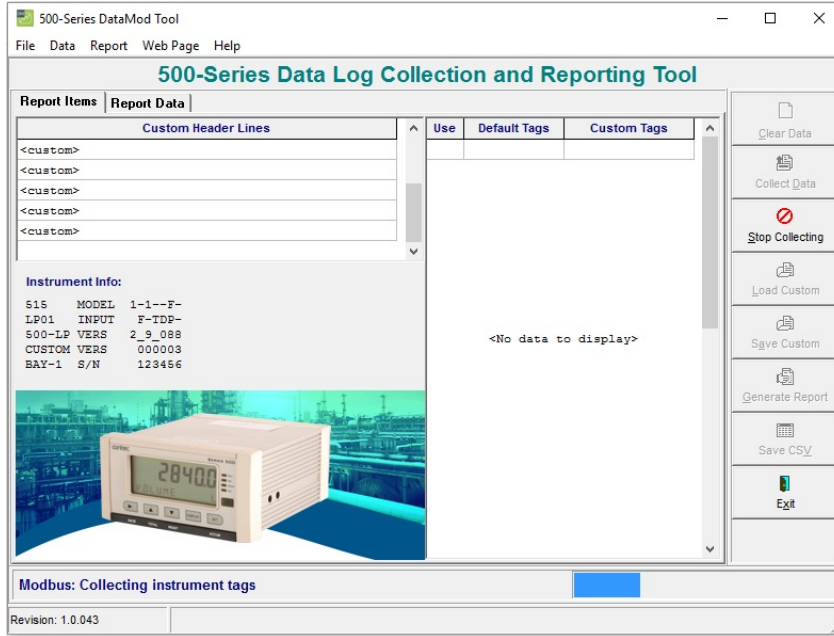 500-Series DataMod Tool
File Data Report Web Page Help
500-Series Data Log Collection and Reporting Tool
Report Items Report Data
Custom Header Lines
<custom>
<custom>
<custom>
<custom>
<custom>
Instrument Info:
515 MODEL 1-1--F-
LP01 INPUT F-TDP-
500-LP VERS 2_9_088
CUSTOM VERS 000003
BAY-1 S/N 123456
2840.0
VOLUME
Use Default Tags Custom Tags
<No data to display>
Clear Data
Collect Data
Stop Collecting
Load Custom
Save Custom
Generate Report
Save CSV
Exit
Modbus: Collecting instrument tags
Revision: 1.0.043